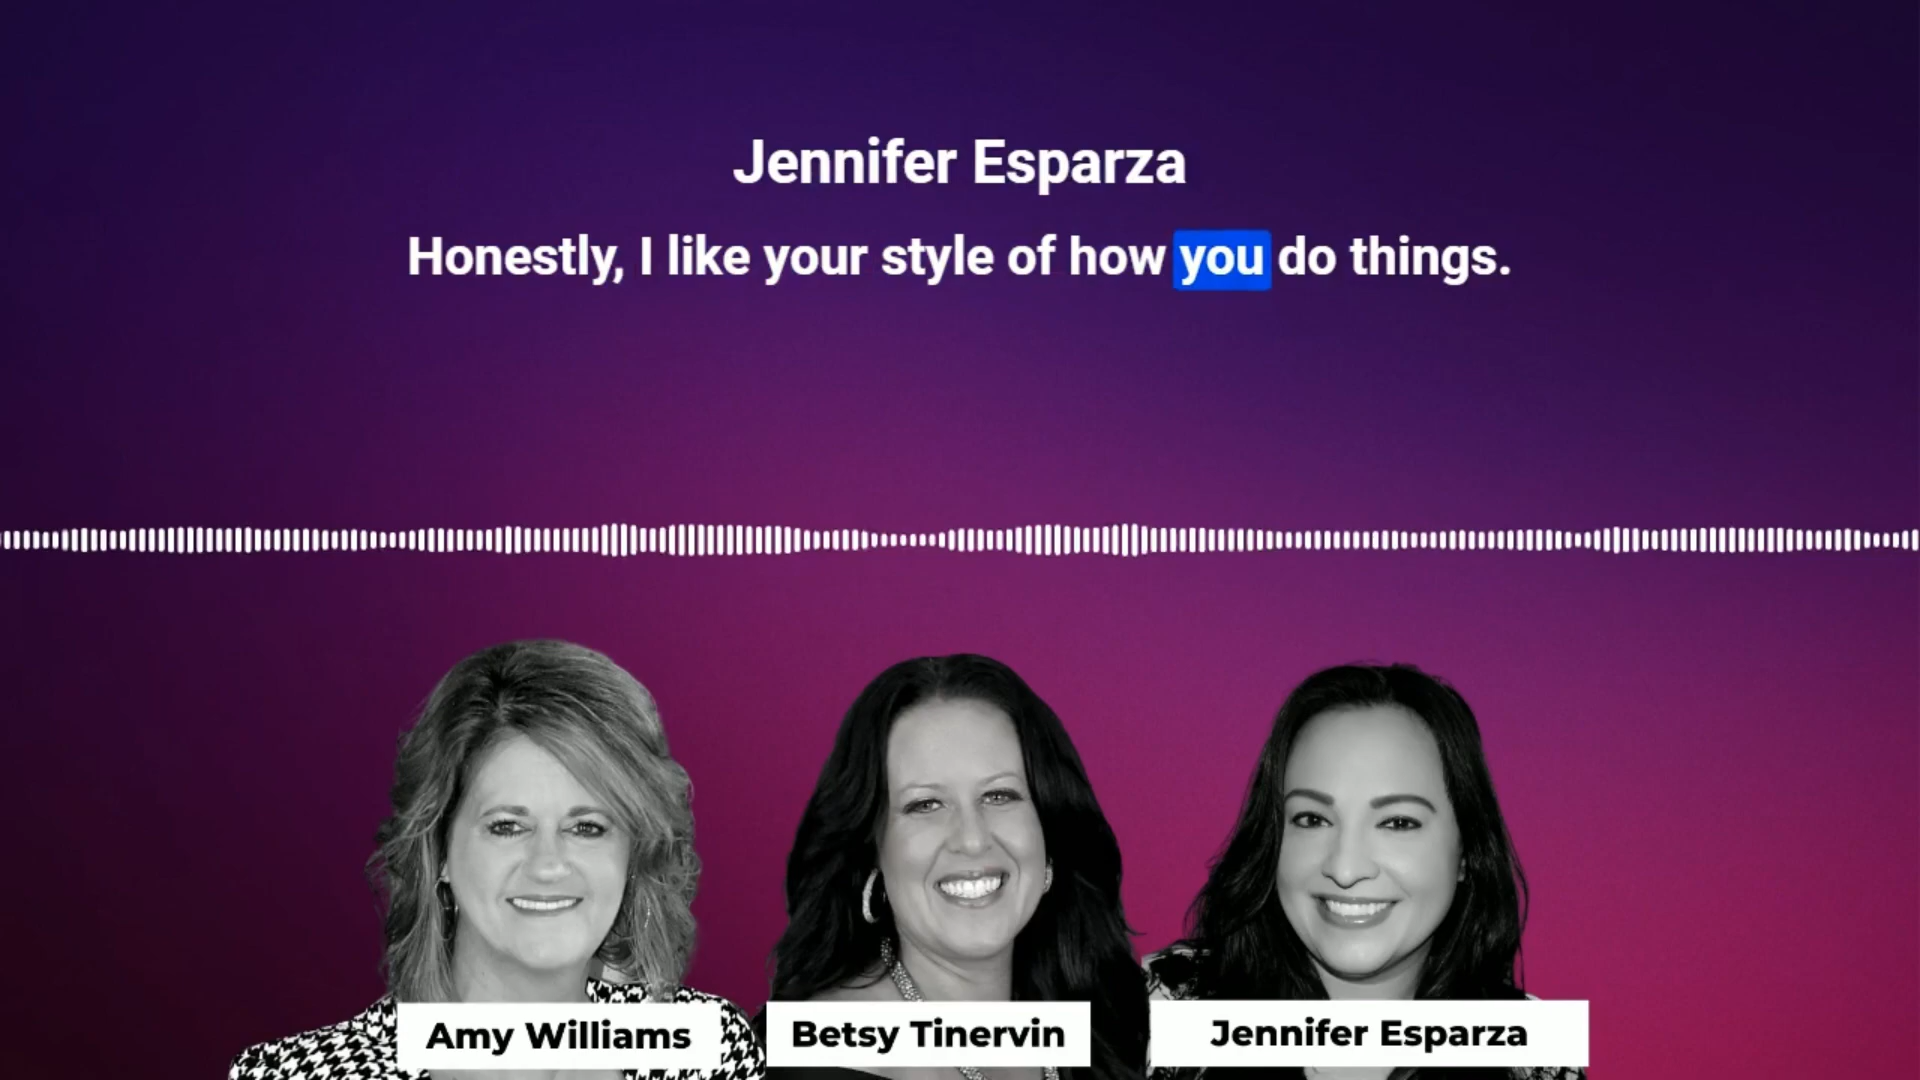 Jennifer Esparza
Honestly, I like your style of how you do things.
Amy Williams
Betsy Tinervin
Jennifer Esparza